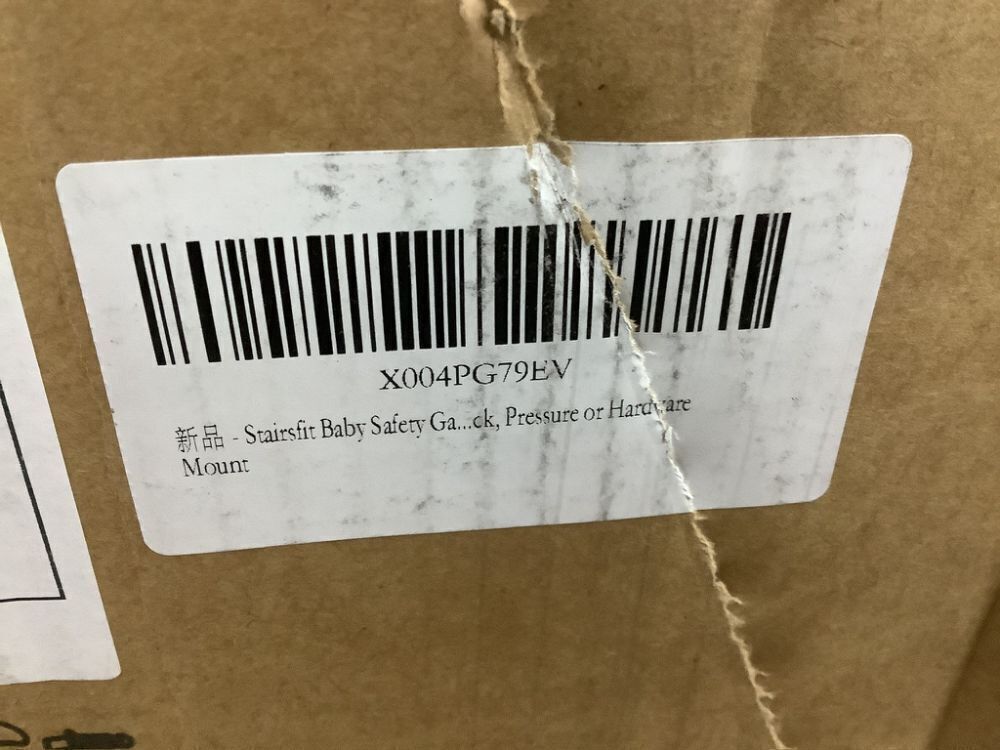 X004PG79EV
新品 - Stairsfit Baby Safety Ga...ck, Pressure or Hardware
Mount